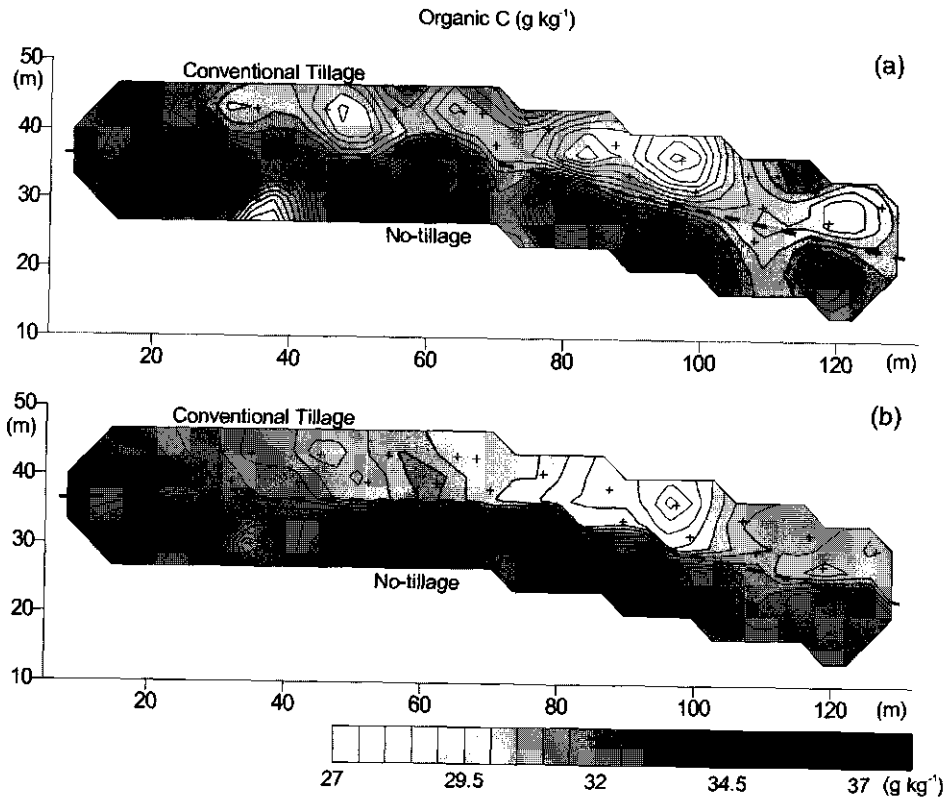 Organic C (g kg⁻¹)
50
(m)
Conventional Tillage
(a)
40
30
20
No-tillage
10
20 40 60 80 100 120 (m)
50
(m)
Conventional Tillage
(b)
40
30
No-tillage
20
10
20 40 60 80 100 120 (m)
27 29.5 32 34.5 37 (g kg⁻¹)